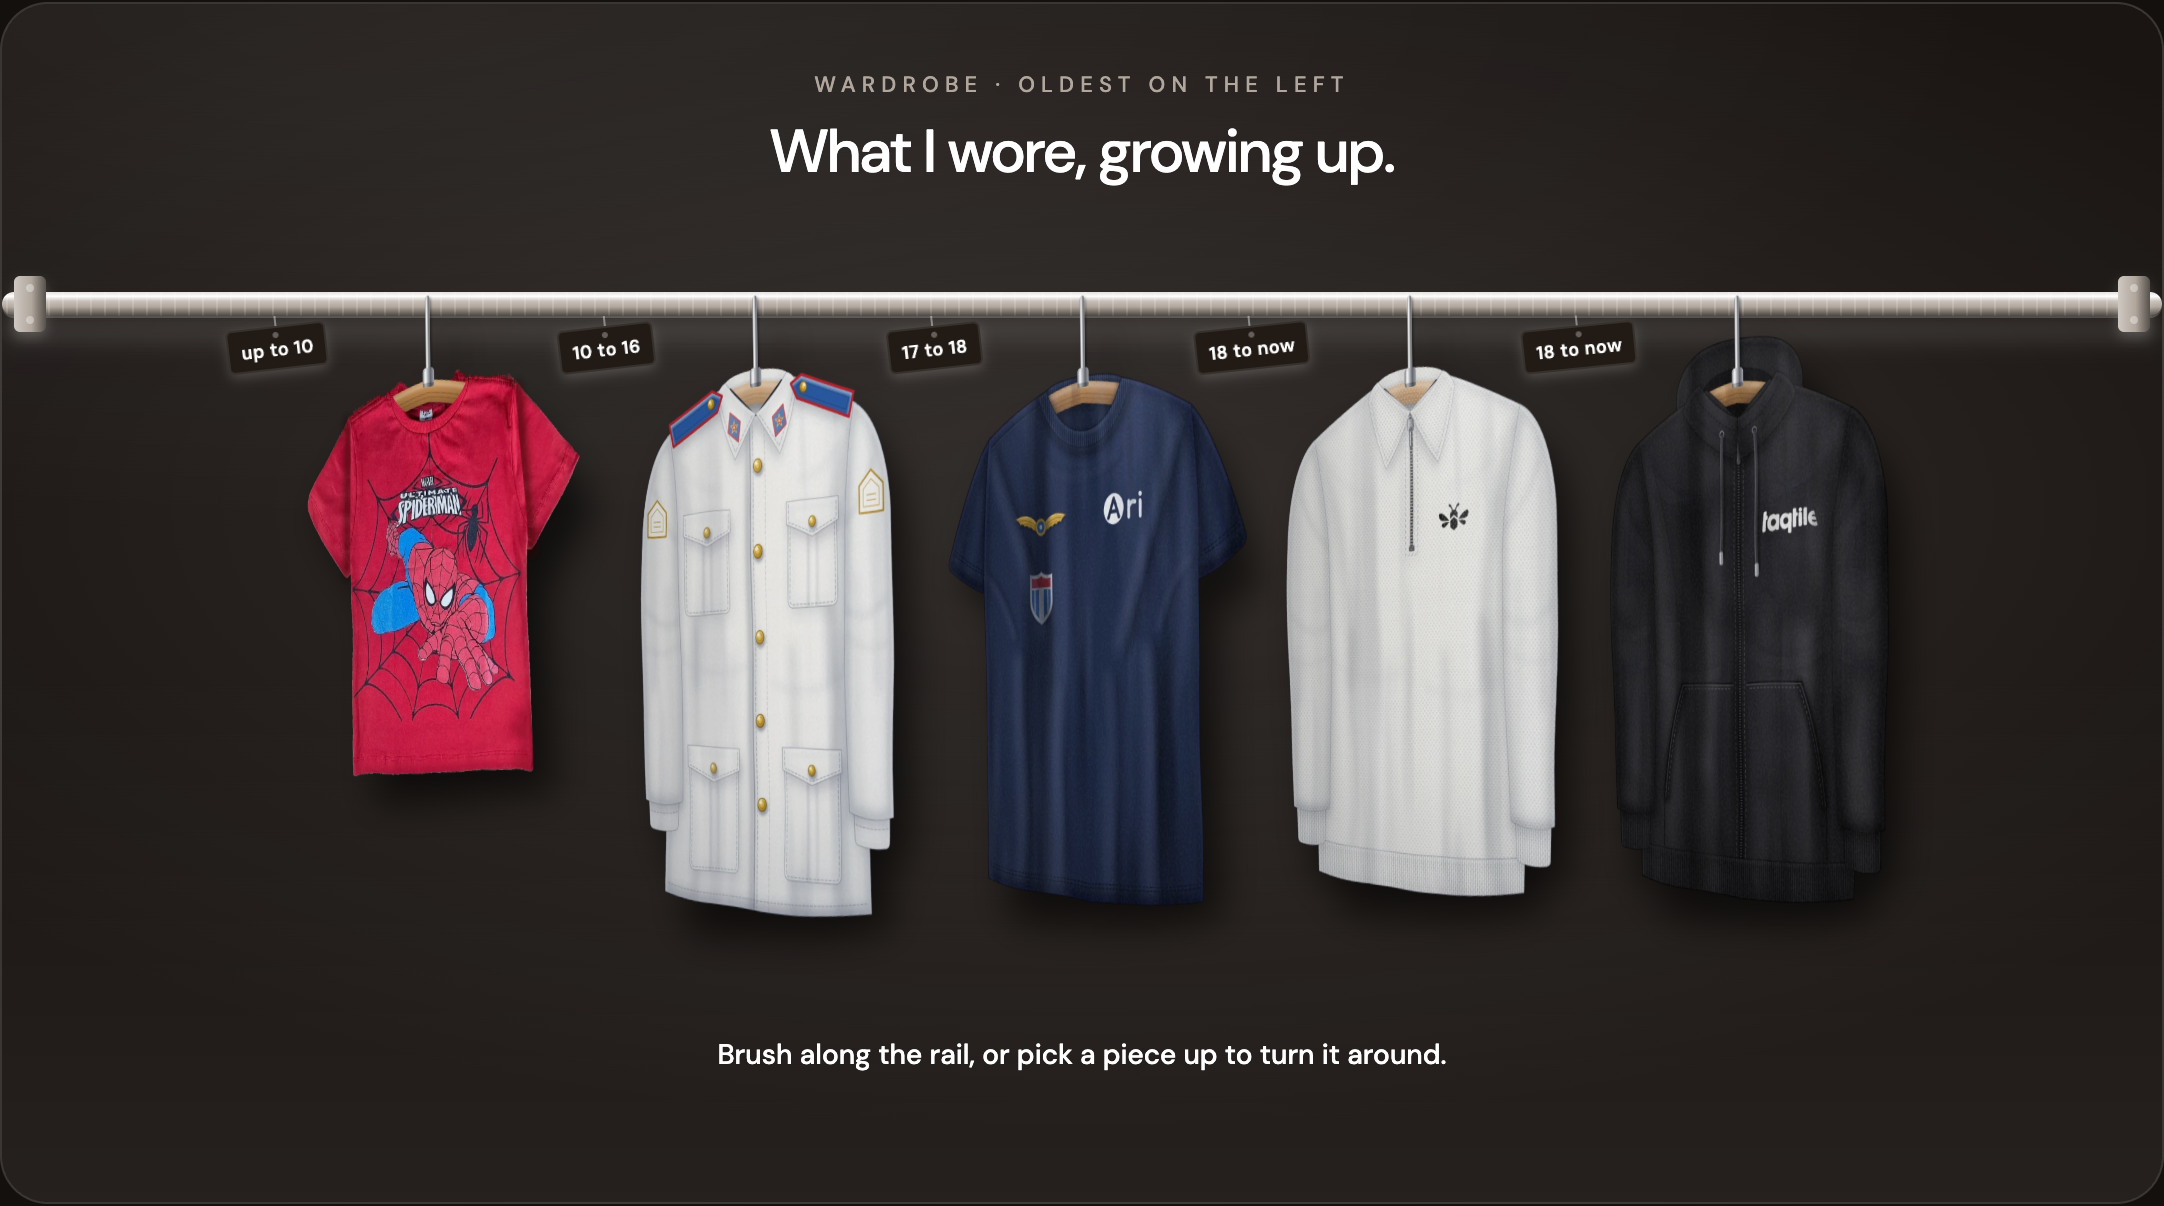 WARDROBE · OLDEST ON THE LEFT
What I wore, growing up.
up to 10
10 to 16
17 to 18
18 to now
18 to now
ULTIMATE
SPIDERMAN
Ari
taqtile
Brush along the rail, or pick a piece up to turn it around.